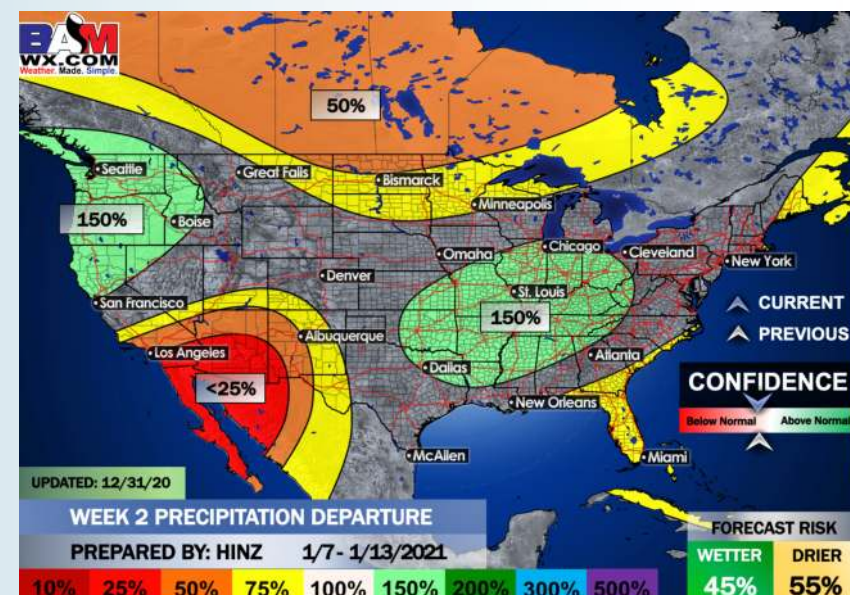 BAM
WX.COM
Weather. Made. Simple.
50%
Seattle
Great Falls
Bismarck
Minneapolis
150%
Boise
Omaha
Chicago
Cleveland
New York
Denver
St. Louis
San Francisco
150%
CURRENT
PREVIOUS
Albuquerque
Los Angeles
Atlanta
Dallas
<25%
CONFIDENCE
Below Normal
Above Normal
New Orleans
McAllen
Miami
UPDATED: 12/31/20
WEEK 2 PRECIPITATION DEPARTURE
PREPARED BY: HINZ 1/7- 1/13/2021
FORECAST RISK
WETTER DRIER
45% 55%
10% 25% 50% 75% 100% 150% 200% 300% 500%